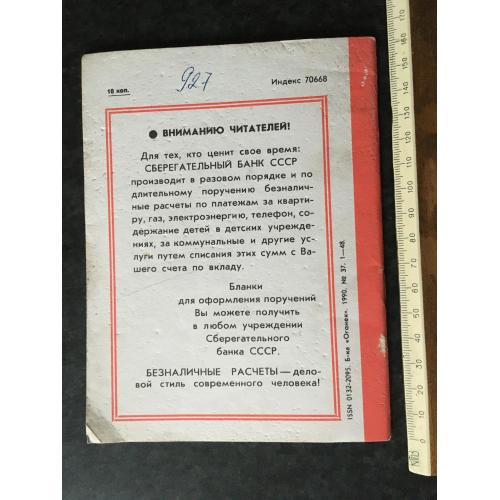 18 коп.
927
Индекс 70668
● ВНИМАНИЮ ЧИТАТЕЛЕЙ!
Для тех, кто ценит свое время:
СБЕРЕГАТЕЛЬНЫЙ БАНК СССР
производит в разовом порядке и по
длительному поручению безналич-
ные расчеты по платежам за кварти-
ру, газ, электроэнергию, телефон, со-
держание детей в детских учрежде-
ниях, за коммунальные и другие ус-
луги путем списания этих сумм с Ва-
шего счета по вкладу.
Бланки
для оформления поручений
Вы можете получить
в любом учреждении
Сберегательного
банка СССР.
БЕЗНАЛИЧНЫЕ РАСЧЕТЫ — дело-
вой стиль современного человека!
ISSN 0132-2095. Б-ка «Огонек». 1990. № 37. 1—48.